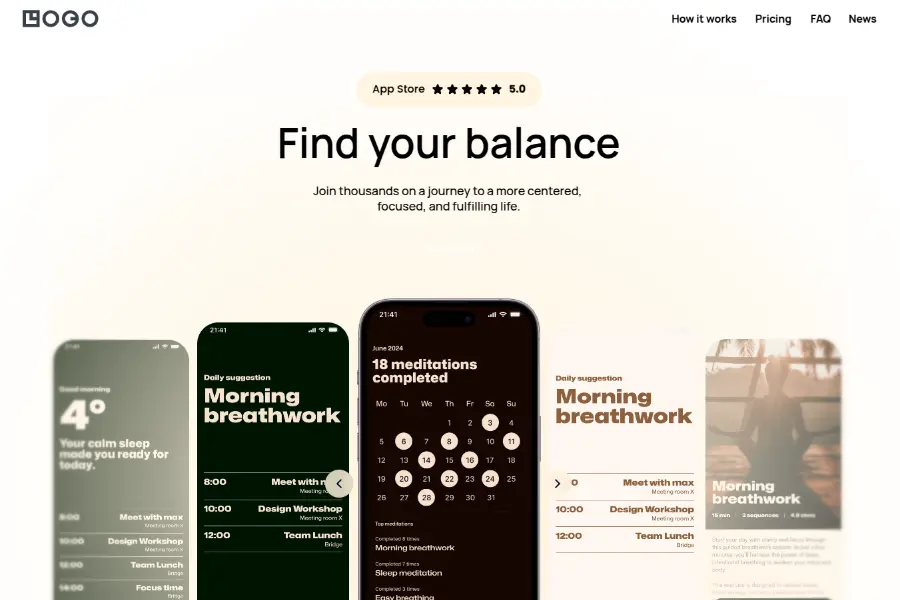 LOGO
How it works Pricing FAQ News
App Store ★★★★★ 5.0
Find your balance
Join thousands on a journey to a more centered,
focused, and fulfilling life.
21:41
Good morning
4°
Your calm sleep
made you ready for
today.
8:00 Meet with max
Meeting room X
10:00 Design Workshop
Meeting room X
12:00 Team Lunch
Bridge
14:00 Focus time
Bridge
21:41
Daily suggestion
Morning
breathwork
8:00 Meet with m
Meeting ro
10:00 Design Workshop
Meeting room X
12:00 Team Lunch
Bridge
21:41
June 2024
18 meditations
completed
Mo Tu We Th Fr Sa Su
1 2 3 4
5 6 7 8 9 10 11
12 13 14 15 16 17 18
19 20 21 22 23 24 25
26 27 28 29 30 31
Top meditations
Completed 8 times
Morning breathwork
Completed 7 times
Sleep meditation
Completed 3 times
Easy breathing
Daily suggestion
Morning
breathwork
0 Meet with max
Meeting room X
10:00 Design Workshop
Meeting room X
12:00 Team Lunch
Bridge
Morning
breathwork
15 min | 3 sequences | 4.9 stars